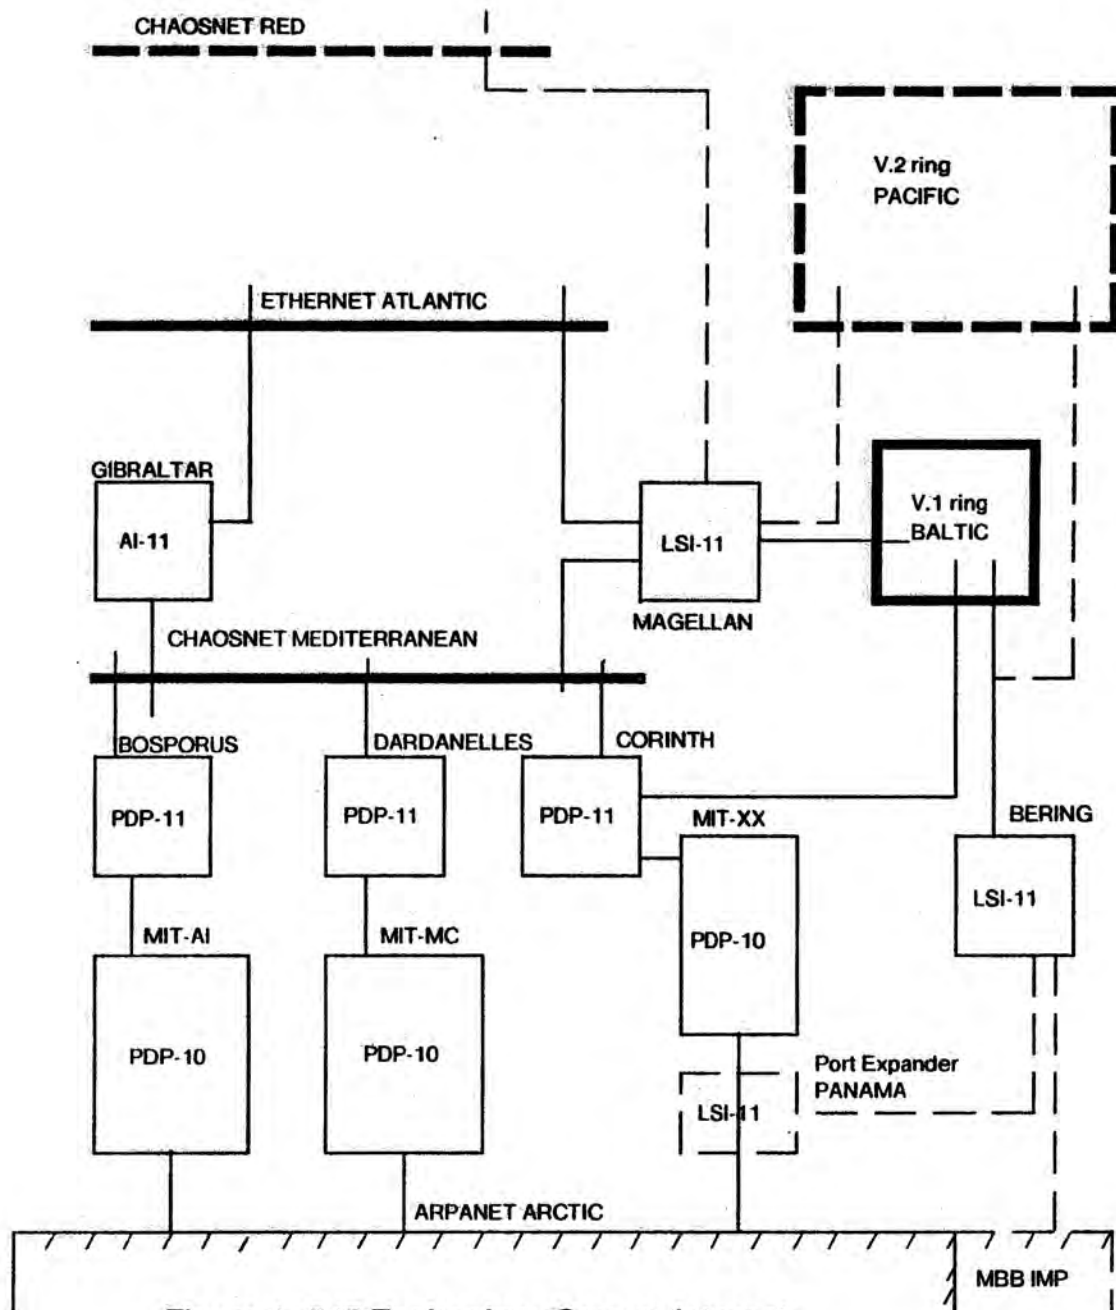 CHAOSNET RED
V.2 ring
PACIFIC
ETHERNET ATLANTIC
GIBRALTAR
AI-11
LSI-11
V.1 ring
BALTIC
MAGELLAN
CHAOSNET MEDITERRANEAN
BOSPORUS
DARDANELLES
CORINTH
PDP-11
PDP-11
PDP-11
MIT-XX
BERING
LSI-11
MIT-AI
MIT-MC
PDP-10
PDP-10
PDP-10
Port Expander
PANAMA
LSI-11
ARPANET ARCTIC
MBB IMP